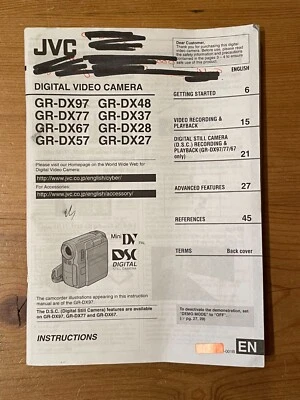 JVC
DIGITAL VIDEO CAMERA
GR-DX97 GR-DX48
GR-DX77 GR-DX37
GR-DX67 GR-DX28
GR-DX57 GR-DX27
Please visit our Homepage on the World Wide Web for
Digital Video Camera:
http://www.jvc.co.jp/english/cyber/
For Accessories:
http://www.jvc.co.jp/english/accessory/
Mini DV PAL
DSC
DIGITAL
STILL CAMERA
The camcorder illustrations appearing in this instruction
manual are of the GR-DX97.
The D.S.C. (Digital Still Camera) features are available
on GR-DX97, GR-DX77 and GR-DX67.
INSTRUCTIONS
Dear Customer,
Thank you for purchasing this digital
video camera. Before use, please
read the safety information and
precautions contained in the pages
3 – 4 to ensure
safe use of this product.
ENGLISH
GETTING STARTED 6
VIDEO RECORDING &
PLAYBACK 15
DIGITAL STILL CAMERA
(D.S.C.) RECORDING &
PLAYBACK (GR-DX97/77/67
only) 21
ADVANCED FEATURES 27
REFERENCES 45
TERMS Back cover
To deactivate the demonstration, set
"DEMO MODE" to "OFF".
( pg. 27, 29)
EN